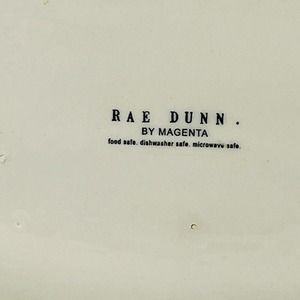 RAE DUNN.
BY MAGENTA
food safe. dishwasher safe. microwave safe.